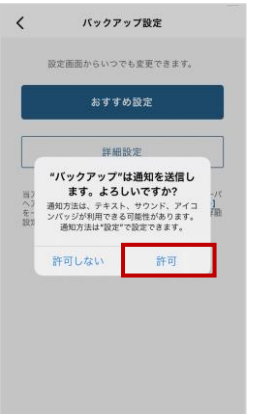 バックアップ設定
設定画面からいつでも変更できます。
おすすめ設定
詳細設定
"バックアップ"は通知を送信し
ます。よろしいですか?
通知方法は、テキスト、サウンド、アイコ
ンバッジが利用できる可能性があります。
通知方法は"設定"で設定できます。
許可しない
許可